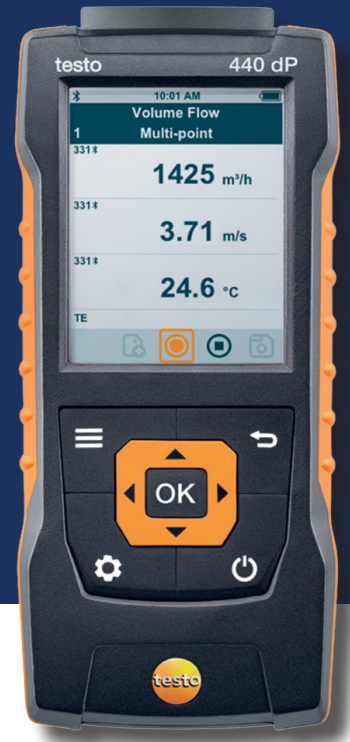 testo 440 dP
10:01 AM
Volume Flow
1 Multi-point
331
1425 m³/h
331
3.71 m/s
331
24.6 °C
TE
OK
testo